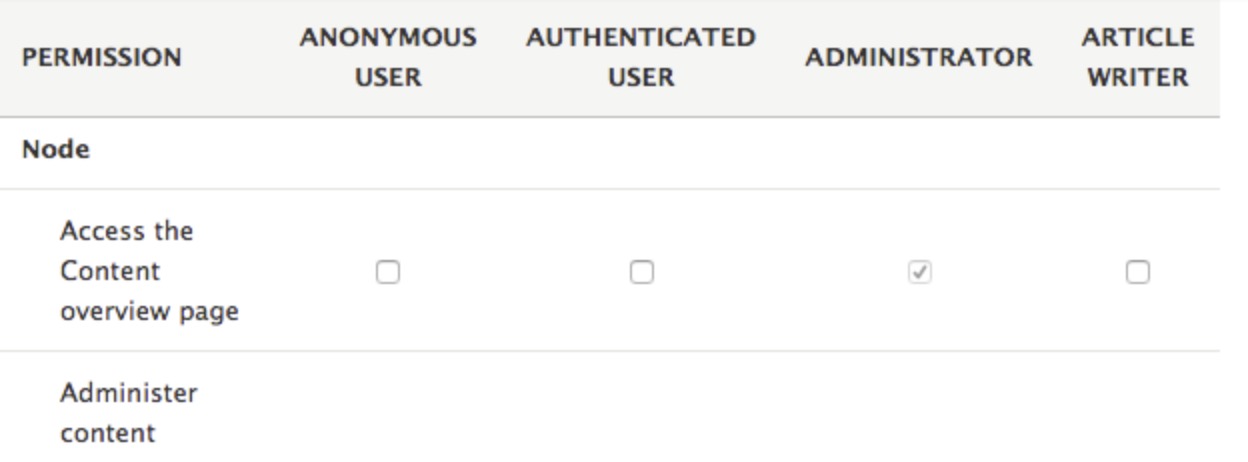 PERMISSION
ANONYMOUS
USER
AUTHENTICATED
USER
ADMINISTRATOR
ARTICLE
WRITER
Node
Access the
Content
overview page
Administer
content